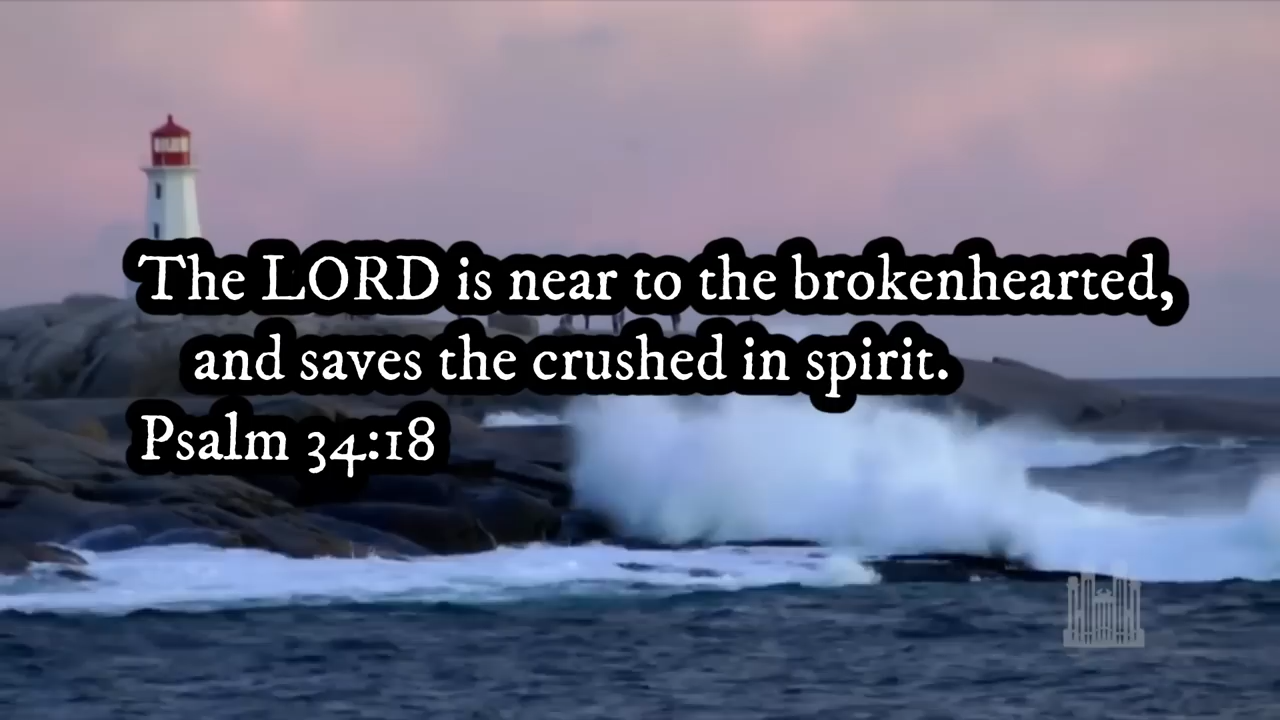 The LORD is near to the brokenhearted,
and saves the crushed in spirit.
Psalm 34:18